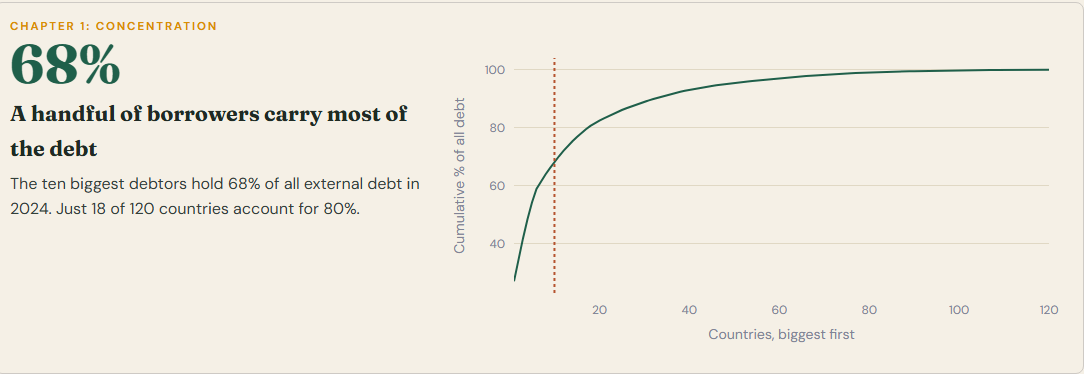 CHAPTER 1: CONCENTRATION
68%
A handful of borrowers carry most of
the debt
The ten biggest debtors hold 68% of all external debt in
2024. Just 18 of 120 countries account for 80%.
Cumulative % of all debt
100
80
60
40
20 40 60 80 100 120
Countries, biggest first